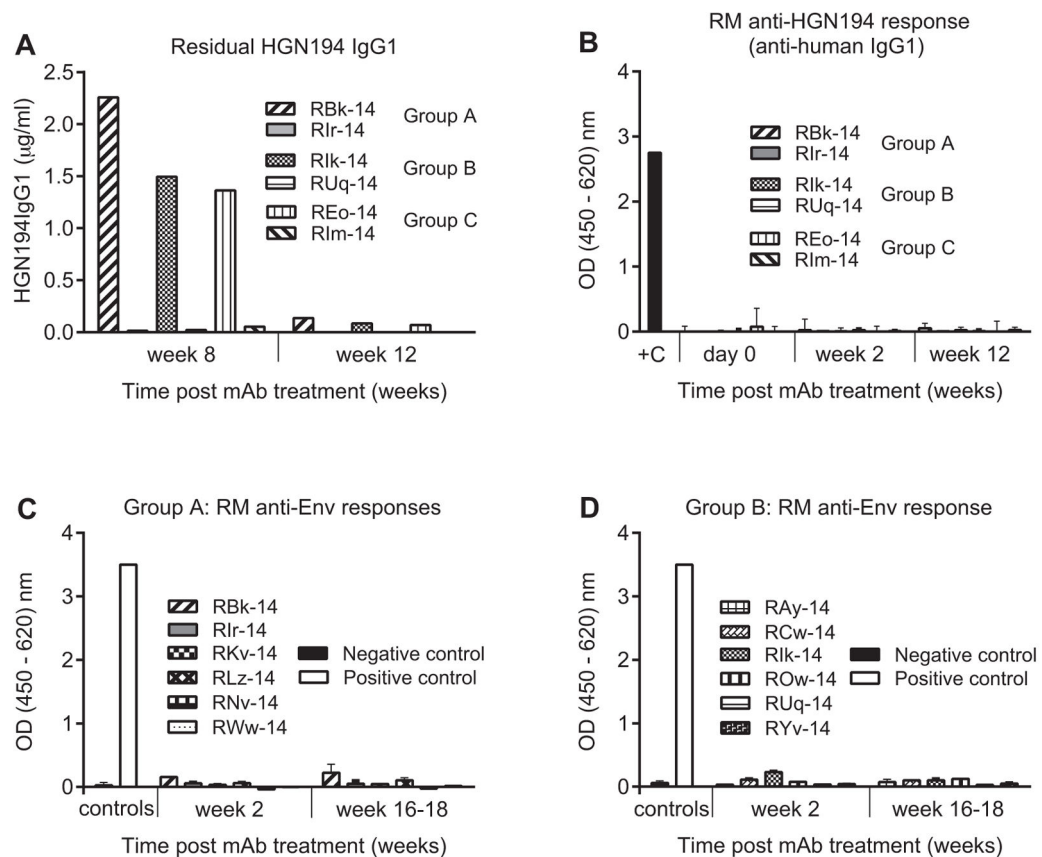 A
Residual HGN194 IgG1
HGN194IgG1 (µg/ml)
2.5
2.0
1.5
1.0
0.5
0.0
RBk-14
RIr-14
Group A
RIk-14
RUq-14
Group B
REo-14
RIm-14
Group C
week 8
week 12
Time post mAb treatment (weeks)
B
RM anti-HGN194 response
(anti-human IgG1)
OD (450 - 620) nm
4
3
2
1
0
RBk-14
RIr-14
Group A
RIk-14
RUq-14
Group B
REo-14
RIm-14
Group C
+C
day 0
week 2
week 12
Time post mAb treatment (weeks)
C
Group A: RM anti-Env responses
OD (450 - 620) nm
4
3
2
1
0
RBk-14
RIr-14
RKv-14
RLz-14
RNv-14
RWw-14
Negative control
Positive control
controls
week 2
week 16-18
Time post mAb treatment (weeks)
D
Group B: RM anti-Env response
OD (450 - 620) nm
4
3
2
1
0
RAy-14
RCw-14
RIk-14
ROw-14
RUq-14
RYv-14
Negative control
Positive control
controls
week 2
week 16-18
Time post mAb treatment (weeks)